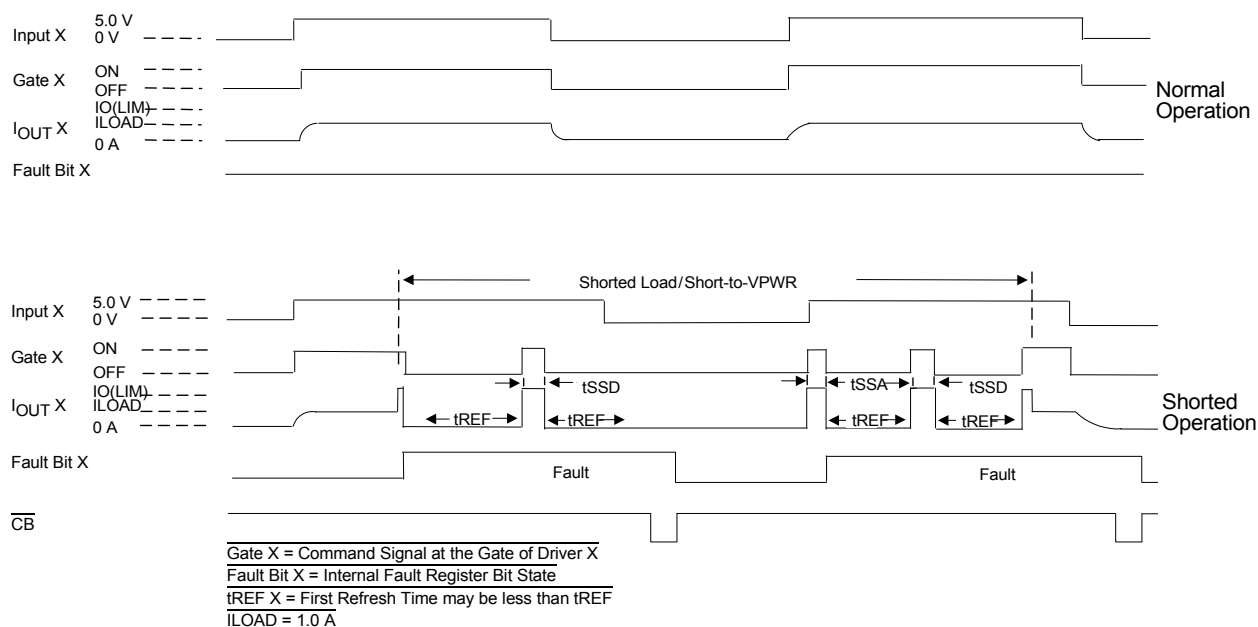 Input X 5.0 V
0 V
Gate X ON
OFF
Normal Operation
IO(LIM)
IOUT X ILOAD
0 A
Fault Bit X
Shorted Load/Short-to-VPWR
Input X 5.0 V
0 V
Gate X ON
OFF
tSSD tSSA tSSD
IO(LIM)
IOUT X ILOAD
0 A
tREF tREF tREF tREF
Shorted Operation
Fault Bit X Fault Fault
CB
Gate X = Command Signal at the Gate of Driver X
Fault Bit X = Internal Fault Register Bit State
tREF X = First Refresh Time may be less than tREF
ILOAD = 1.0 A